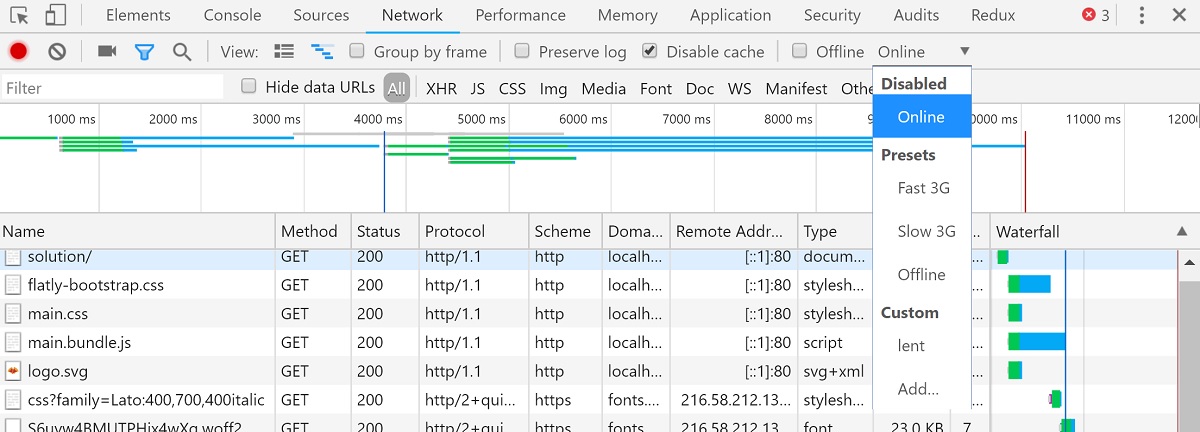 Elements Console Sources Network Performance Memory Application Security Audits Redux 3
View: Group by frame Preserve log Disable cache Offline Online
Filter Hide data URLs All XHR JS CSS Img Media Font Doc WS Manifest Othe
Disabled
Online
Presets
Fast 3G
Slow 3G
Offline
Custom
lent
Add...
1000 ms 2000 ms 3000 ms 4000 ms 5000 ms 6000 ms 7000 ms 8000 ms 9 0000 ms 11000 ms 12000
Name Method Status Protocol Scheme Doma... Remote Addr... Type ... Waterfall
solution/ GET 200 http/1.1 http localh... [::1]:80 docum... ...
flatly-bootstrap.css GET 200 http/1.1 http localh... [::1]:80 stylesh... ...
main.css GET 200 http/1.1 http localh... [::1]:80 stylesh... ...
main.bundle.js GET 200 http/1.1 http localh... [::1]:80 script ...
logo.svg GET 200 http/1.1 http localh... [::1]:80 svg+xml ...
css?family=Lato:400,700,400italic GET 200 http/2+qui... https fonts.... 216.58.212.13... stylesh... ...
S6uyw4BMUTPHjx4wXg.woff2 GET 200 http/2+qui https fonts 216.58.212.13 font 23.0 KB 7